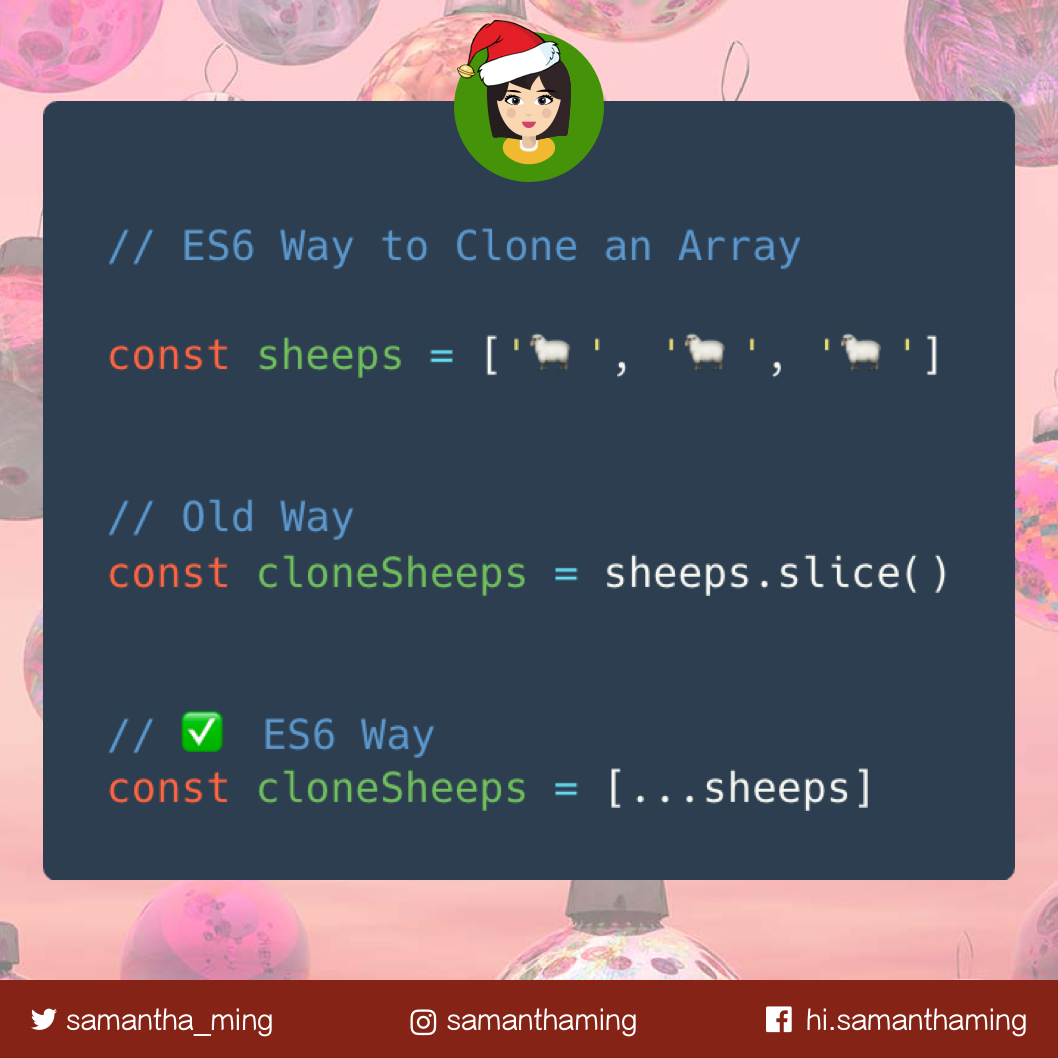 // ES6 Way to Clone an Array
const sheeps = ['🐑 ', '🐑 ', '🐑 ']
// Old Way
const cloneSheeps = sheeps.slice()
// ✅ ES6 Way
const cloneSheeps = [...sheeps]
samantha_ming
samanthaming
hi.samanthaming